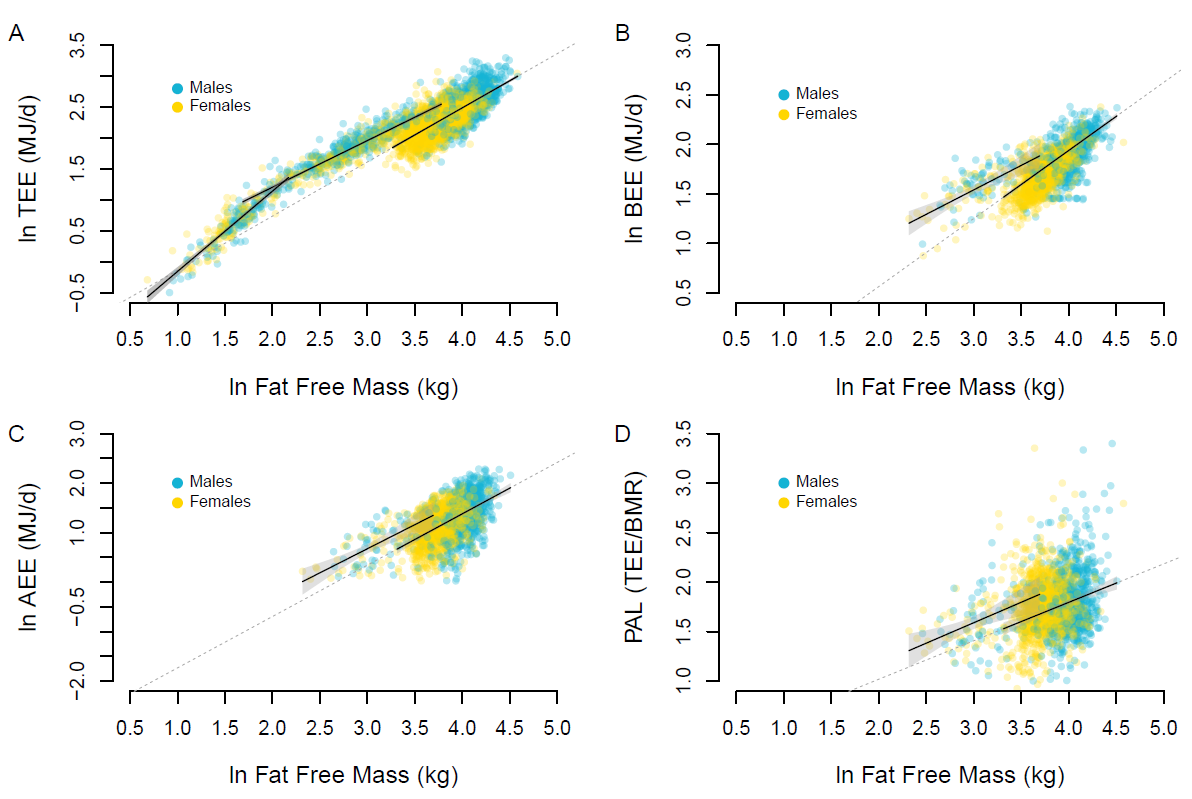 A
ln TEE (MJ/d)
3.5
2.5
1.5
0.5
−0.5
Males
Females
0.5 1.0 1.5 2.0 2.5 3.0 3.5 4.0 4.5 5.0
ln Fat Free Mass (kg)
B
ln BEE (MJ/d)
3.0
2.5
2.0
1.5
1.0
0.5
Males
Females
0.5 1.0 1.5 2.0 2.5 3.0 3.5 4.0 4.5 5.0
ln Fat Free Mass (kg)
C
ln AEE (MJ/d)
3.0
2.0
1.0
−0.5
−2.0
Males
Females
0.5 1.0 1.5 2.0 2.5 3.0 3.5 4.0 4.5 5.0
ln Fat Free Mass (kg)
D
PAL (TEE/BMR)
3.5
3.0
2.5
2.0
1.5
1.0
Males
Females
0.5 1.0 1.5 2.0 2.5 3.0 3.5 4.0 4.5 5.0
ln Fat Free Mass (kg)